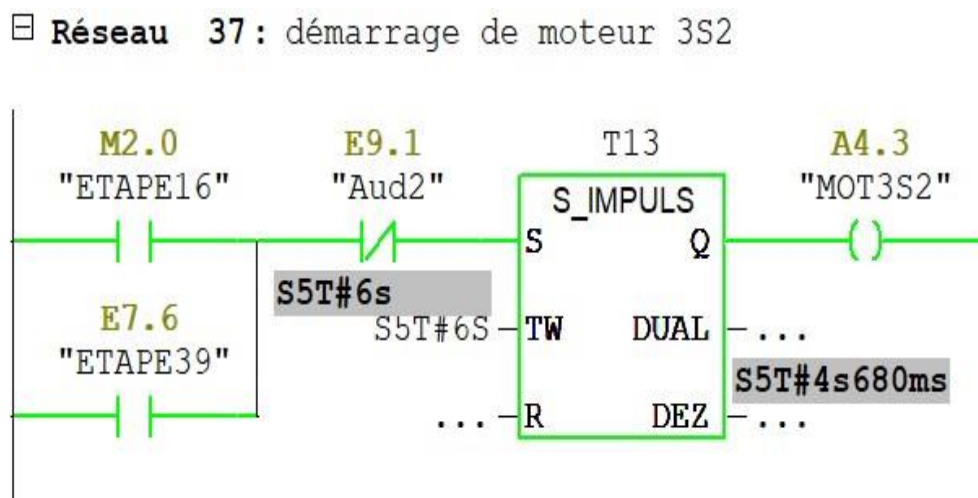 Réseau 37: démarrage de moteur 3S2
M2.0 E9.1 T13 A4.3
"ETAPE16" "Aud2" "MOT3S2"
S_IMPULS
S Q
S5T#6s
E7.6 S5T#6S TW DUAL ...
"ETAPE39"
S5T#4s680ms
... R DEZ ...